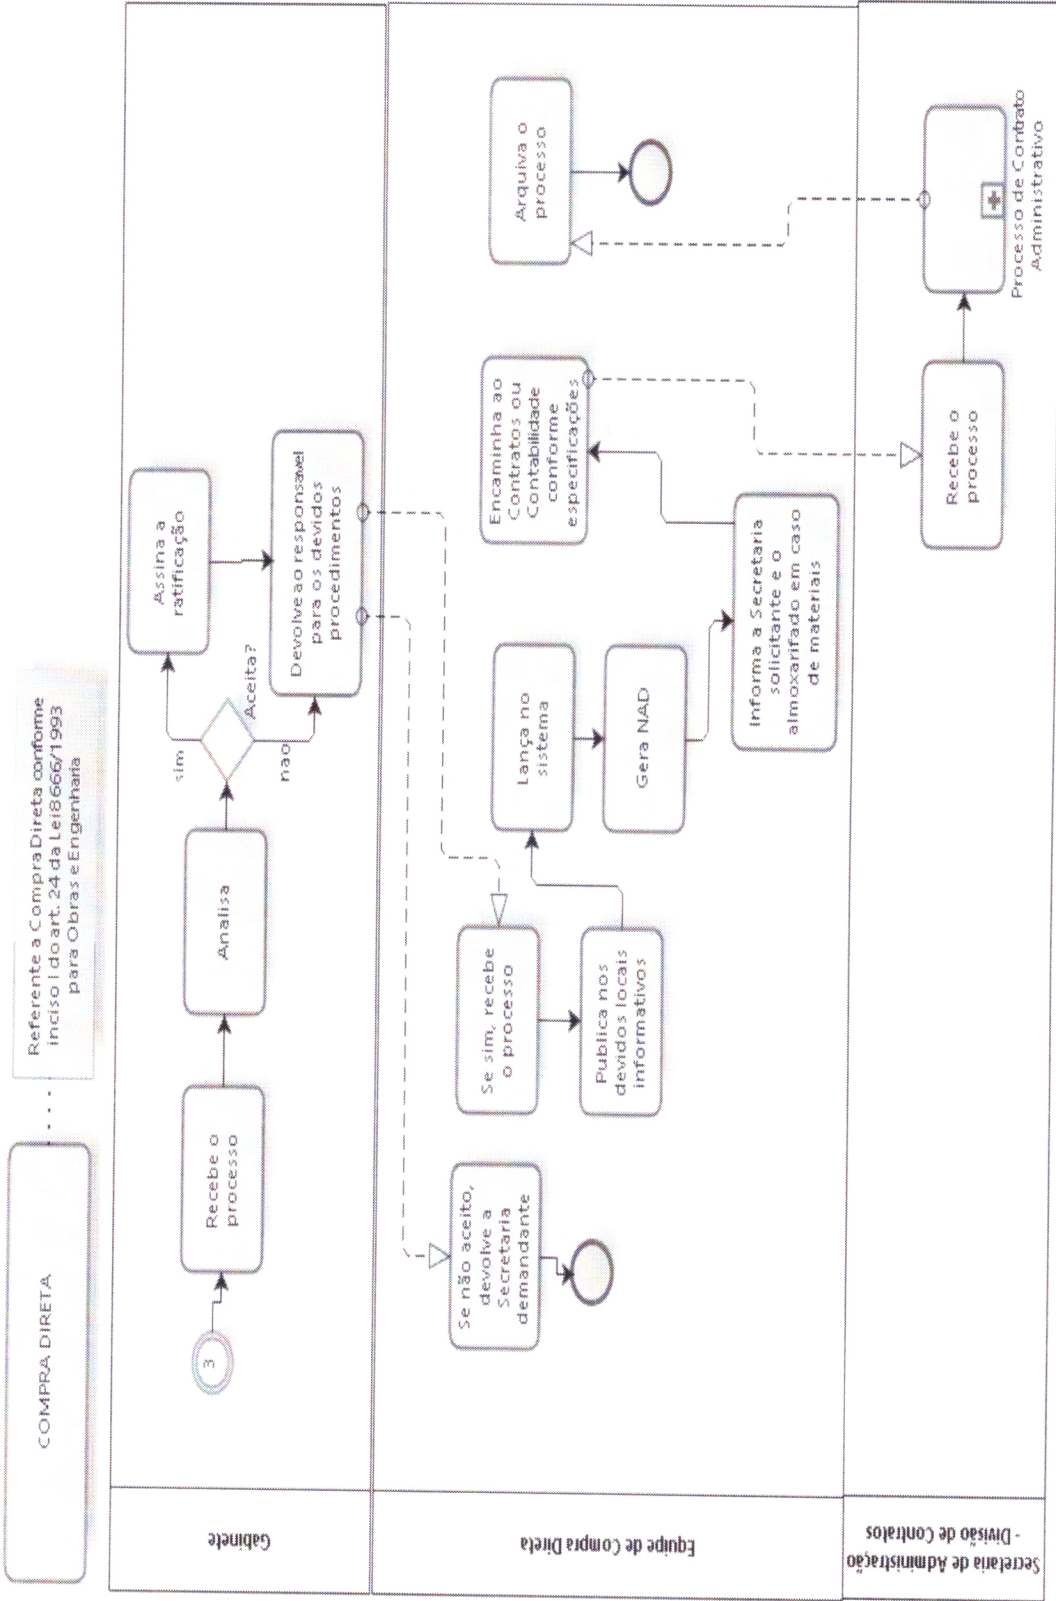 COMPRA DIRETA
Referente a Compra Direta conforme
inciso I do art. 24 da Lei 8666/1993
para Obras e Engenharia
Gabinete
3
Recebe o
processo
Analisa
Aceita?
sim
não
Assina a
ratificação
Devolve ao responsável
para os devidos
procedimentos
Equipe de Compra Direta
Se não aceito,
devolve a
Secretaria
demandante
Se sim, recebe
o processo
Publica nos
devidos locais
informativos
Lança no
sistema
Gera NAD
Informa a Secretaria
solicitante e o
almoxarifado em caso
de materiais
Encaminha ao
Contratos ou
Contabilidade
conforme
especificações
Arquiva o
processo
Secretaria de Administração
- Divisão de Contratos
Recebe o
processo
Processo de Contrato
Administrativo